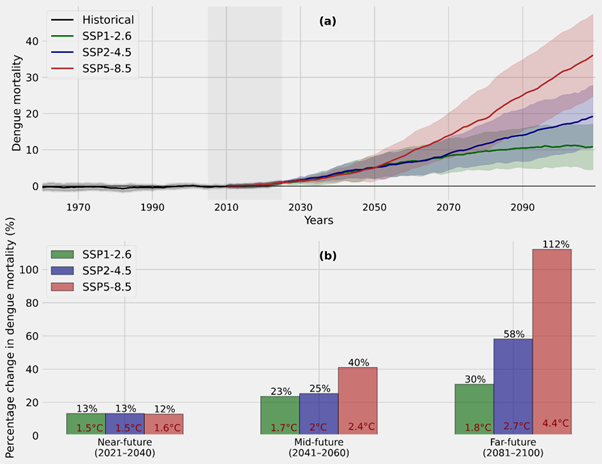 (a)
Historical
SSP1-2.6
SSP2-4.5
SSP5-8.5
Dengue mortality
40
30
20
10
0
1970 1990 2010 2030 2050 2070 2090
Years
(b)
SSP1-2.6
SSP2-4.5
SSP5-8.5
Percentage change in dengue mortality (%)
100
80
60
40
20
0
13% 13% 12% 23% 25% 40% 30% 58% 112%
1.5°C 1.5°C 1.6°C 1.7°C 2°C 2.4°C 1.8°C 2.7°C 4.4°C
Near-future Mid-future Far-future
(2021–2040) (2041–2060) (2081–2100)